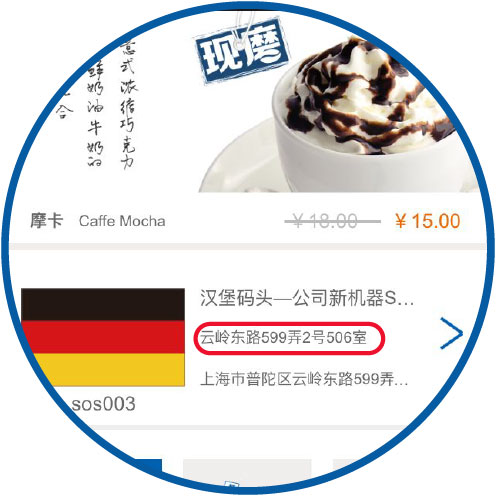 现磨
意式浓缩巧克力
鲜奶油牛奶的
合
摩卡 Caffe Mocha ￥18.00 ￥15.00
汉堡码头—公司新机器S…
云岭东路599弄2号506室
上海市普陀区云岭东路599弄…
sos003